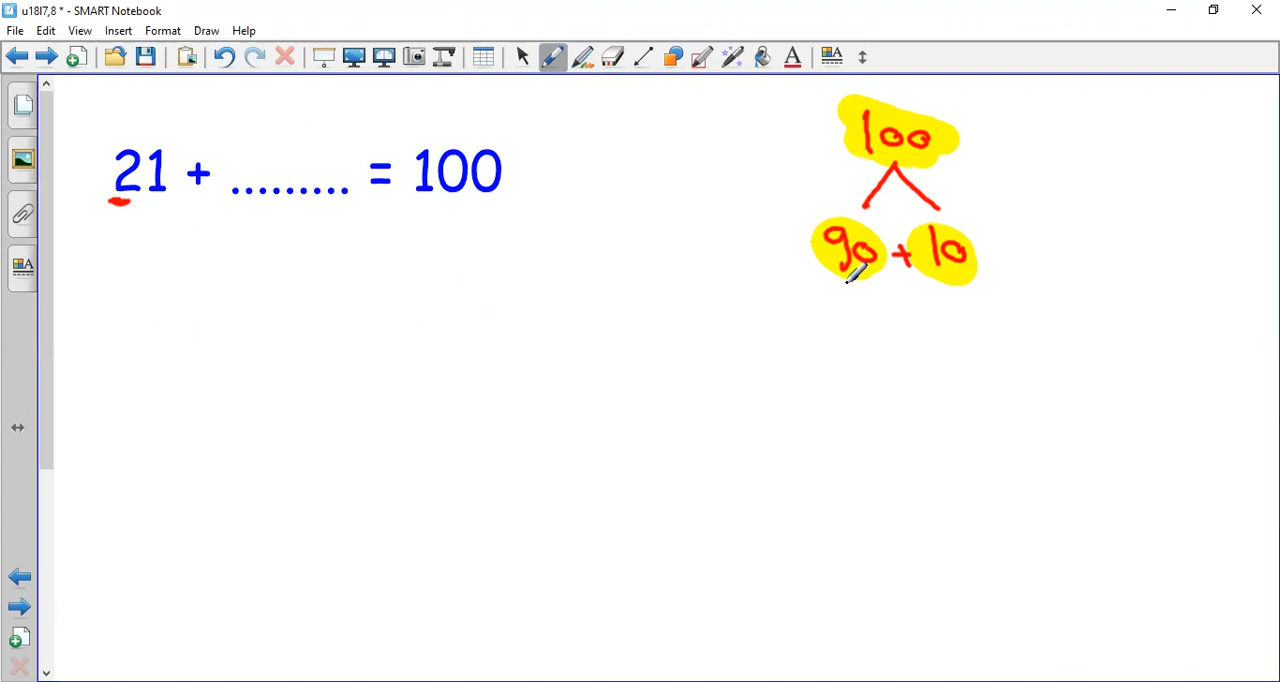 u18l7,8 * - SMART Notebook
File Edit View Insert Format Draw Help
21 + ......... = 100
100
90 + 10